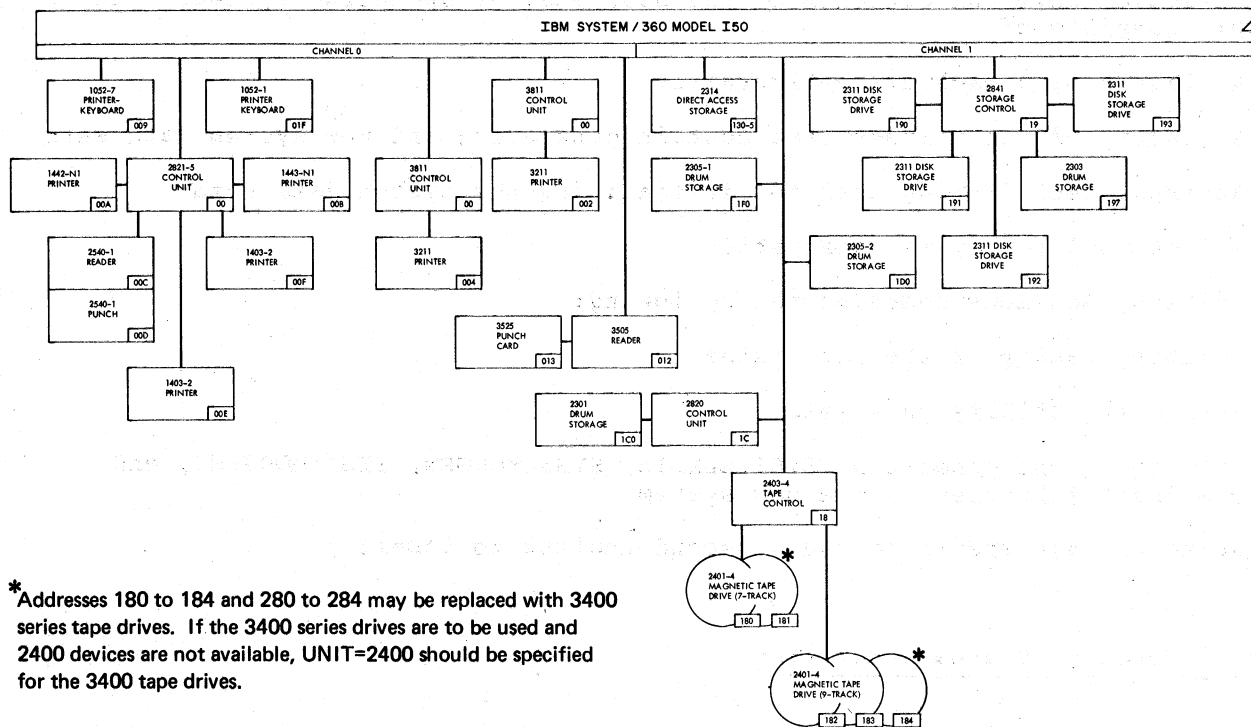 IBM SYSTEM/360 MODEL I50
CHANNEL 0
CHANNEL 1
1052-7
PRINTER-
KEYBOARD
009
1052-1
PRINTER
KEYBOARD
01F
3811
CONTROL
UNIT
00
2314
DIRECT ACCESS
STORAGE
130-5
2311 DISK
STORAGE
DRIVE
190
2841
STORAGE
CONTROL
19
2311
DISK
STORAGE
DRIVE
193
1442-N1
PRINTER
00A
2821-5
CONTROL
UNIT
00
1443-N1
PRINTER
00B
3811
CONTROL
UNIT
00
3211
PRINTER
002
2305-1
DRUM
STORAGE
1F0
2311 DISK
STORAGE
DRIVE
191
2303
DRUM
STORAGE
197
2540-1
READER
00C
2540-1
PUNCH
00D
1403-2
PRINTER
00F
3211
PRINTER
004
2305-2
DRUM
STORAGE
1D0
2311 DISK
STORAGE
DRIVE
192
3525
PUNCH
CARD
013
3505
READER
012
1403-2
PRINTER
00E
2301
DRUM
STORAGE
1C0
2820
CONTROL
UNIT
1C
2403-4
TAPE
CONTROL
18
*
2401-4
MAGNETIC TAPE
DRIVE (7-TRACK)
180
181
*
2401-4
MAGNETIC TAPE
DRIVE (9-TRACK)
182
183
184
*Addresses 180 to 184 and 280 to 284 may be replaced with 3400
series tape drives. If the 3400 series drives are to be used and
2400 devices are not available, UNIT=2400 should be specified
for the 3400 tape drives.